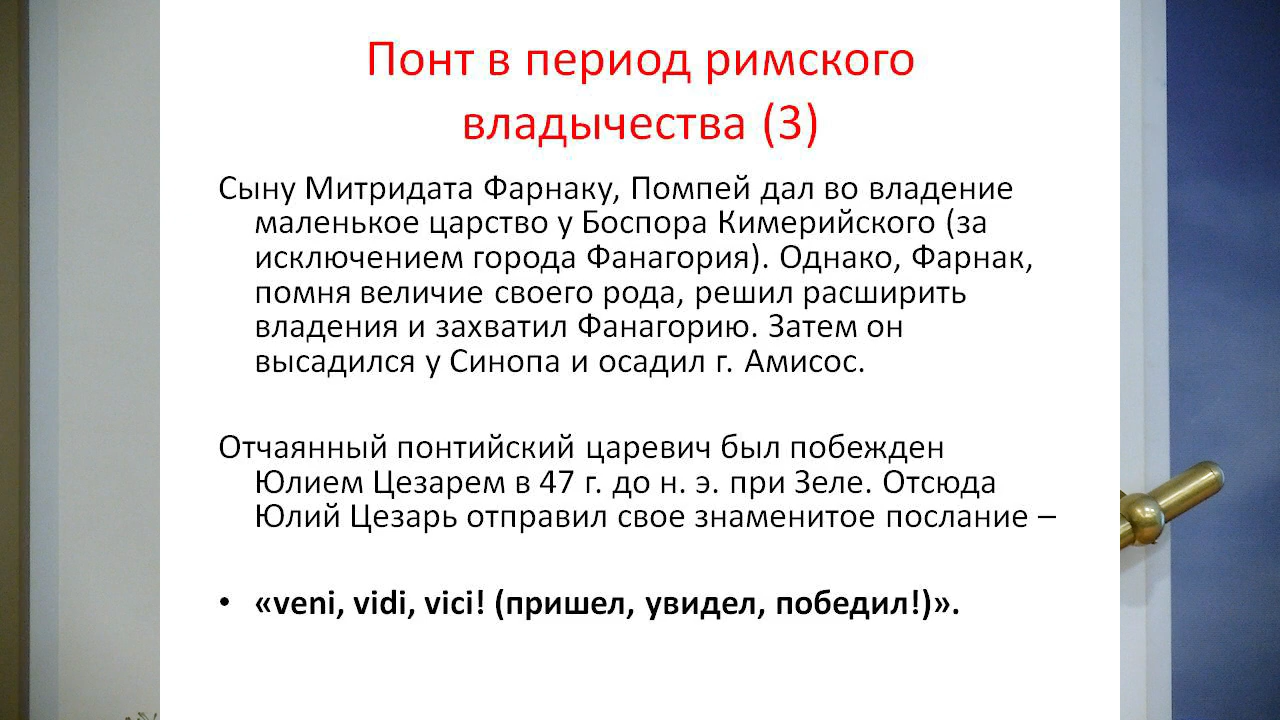 Понт в период римского
владычества (3)
Сыну Митридата Фарнаку, Помпей дал во владение
маленькое царство у Боспора Кимерийского (за
исключением города Фанагория). Однако, Фарнак,
помня величие своего рода, решил расширить
владения и захватил Фанагорию. Затем он
высадился у Синопа и осадил г. Амисос.
Отчаянный понтийский царевич был побежден
Юлием Цезарем в 47 г. до н. э. при Зеле. Отсюда
Юлий Цезарь отправил свое знаменитое послание –
• «veni, vidi, vici! (пришел, увидел, победил!)».